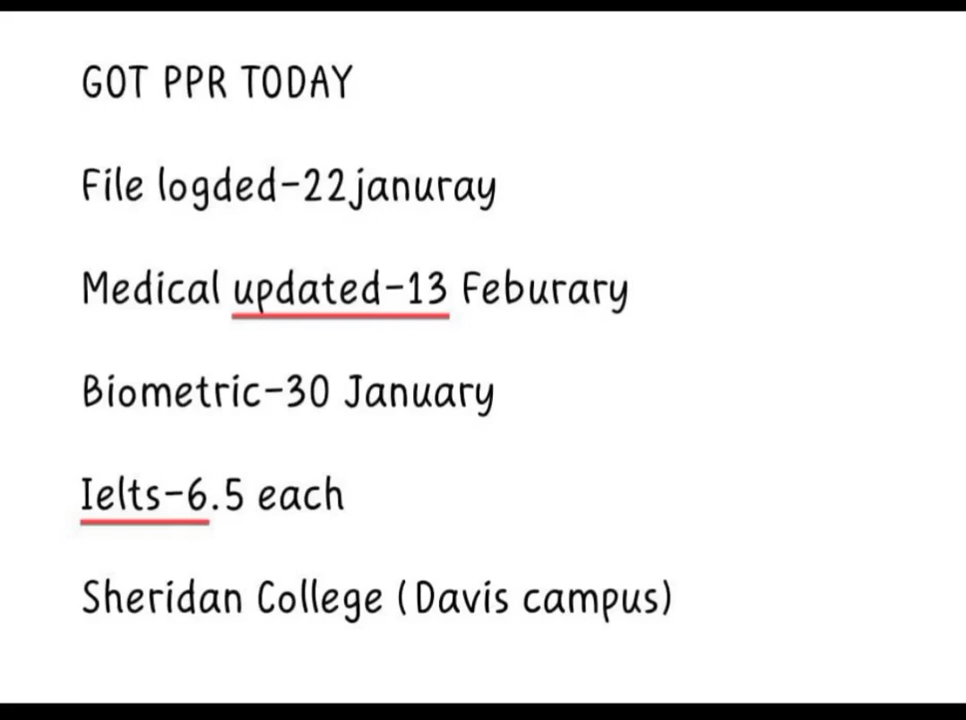 GOT PPR TODAY
File logded-22januray
Medical updated-13 Feburary
Biometric-30 January
Ielts-6.5 each
Sheridan College (Davis campus)